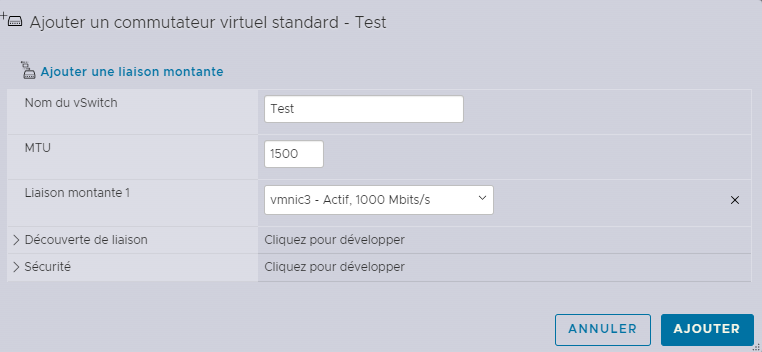 Ajouter un commutateur virtuel standard - Test
Ajouter une liaison montante
Nom du vSwitch Test
MTU 1500
Liaison montante 1 vmnic3 - Actif, 1000 Mbits/s
Découverte de liaison Cliquez pour développer
Sécurité Cliquez pour développer
ANNULER AJOUTER